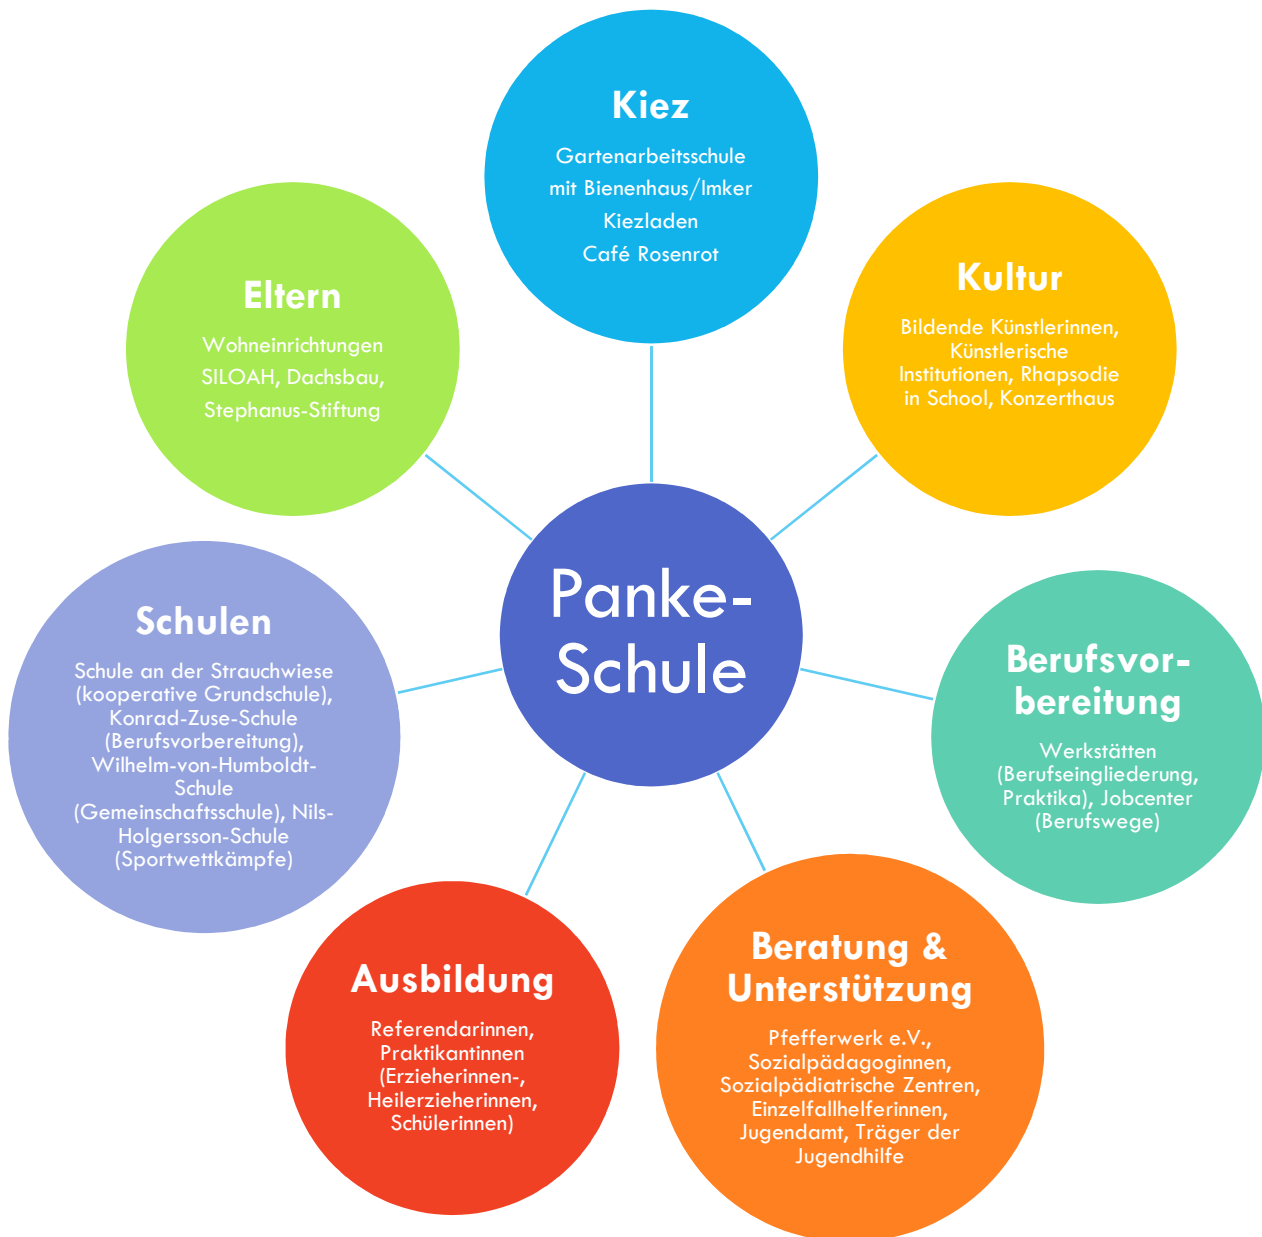 Kiez
Gartenarbeitsschule
mit Bienenhaus/Imker
Kiezladen
Café Rosenrot
Kultur
Bildende Künstlerinnen,
Künstlerische
Institutionen, Rhapsodie
in School, Konzerthaus
Berufsvor-
bereitung
Werkstätten
(Berufseingliederung,
Praktika), Jobcenter
(Berufswege)
Beratung &
Unterstützung
Pfefferwerk e.V.,
Sozialpädagoginnen,
Sozialpädiatrische Zentren,
Einzelfallhelferinnen,
Jugendamt, Träger der
Jugendhilfe
Ausbildung
Referendarinnen,
Praktikantinnen
(Erzieherinnen-,
Heilerzieherinnen,
Schülerinnen)
Schulen
Schule an der Strauchwiese
(kooperative Grundschule),
Konrad-Zuse-Schule
(Berufsvorbereitung),
Wilhelm-von-Humboldt-
Schule
(Gemeinschaftsschule), Nils-
Holgersson-Schule
(Sportwettkämpfe)
Eltern
Wohneinrichtungen
SILOAH, Dachsbau,
Stephanus-Stiftung
Panke-
Schule